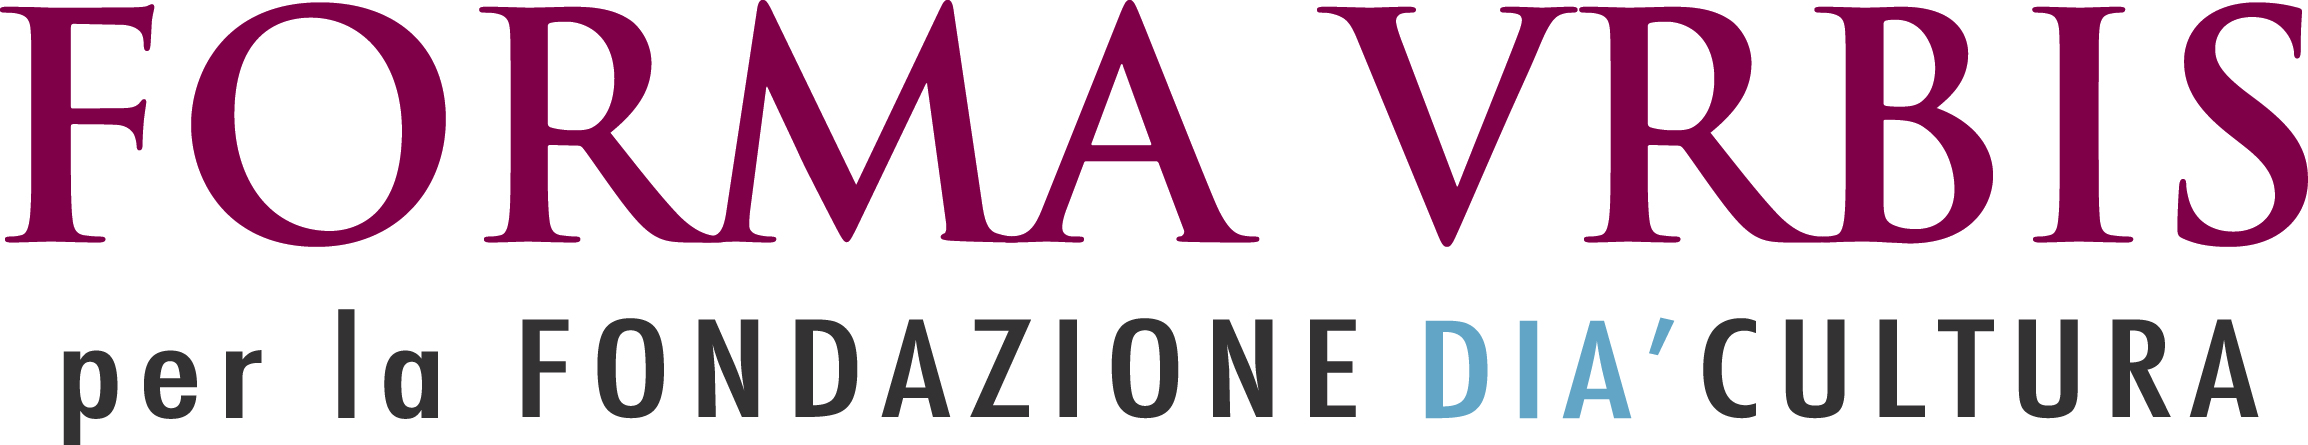 FORMA VRBIS
per la FONDAZIONE DIA'CULTURA